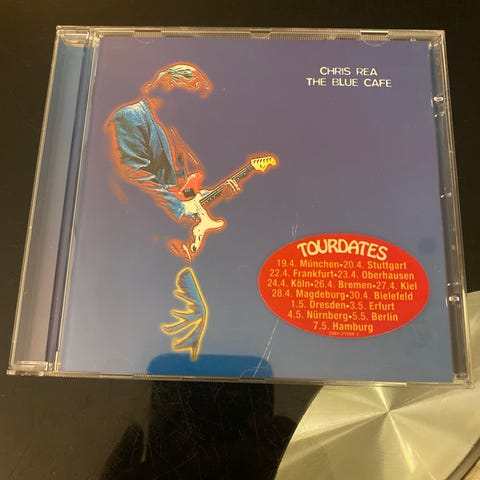 CHRIS REA
THE BLUE CAFE
TOURDATES
19.4. München•20.4. Stuttgart
22.4. Frankfurt•23.4. Oberhausen
24.4. Köln•26.4. Bremen•27.4. Kiel
28.4. Magdeburg•30.4. Bielefeld
1.5. Dresden•3.5. Erfurt
4.5. Nürnberg•5.5. Berlin
7.5. Hamburg